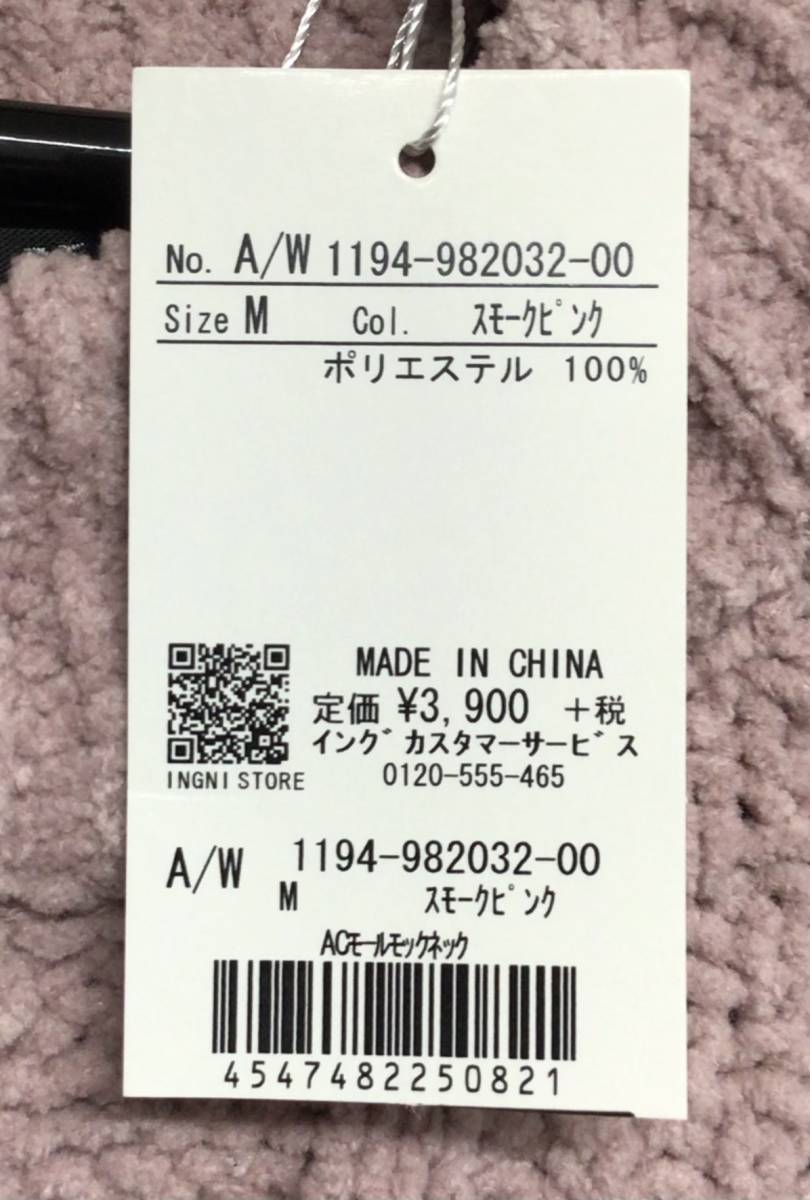 No. A/W 1194-982032-00
Size M Col. ｽﾓｰｸﾋﾟﾝｸ
ポリエステル 100%
MADE IN CHINA
定価 ¥3,900 +税
イング゛カスタマーサービ゛ス
0120-555-465
INGNI STORE
A/W 1194-982032-00
M ｽﾓｰｸﾋﾟﾝｸ
ACモールモックネック
4547482250821